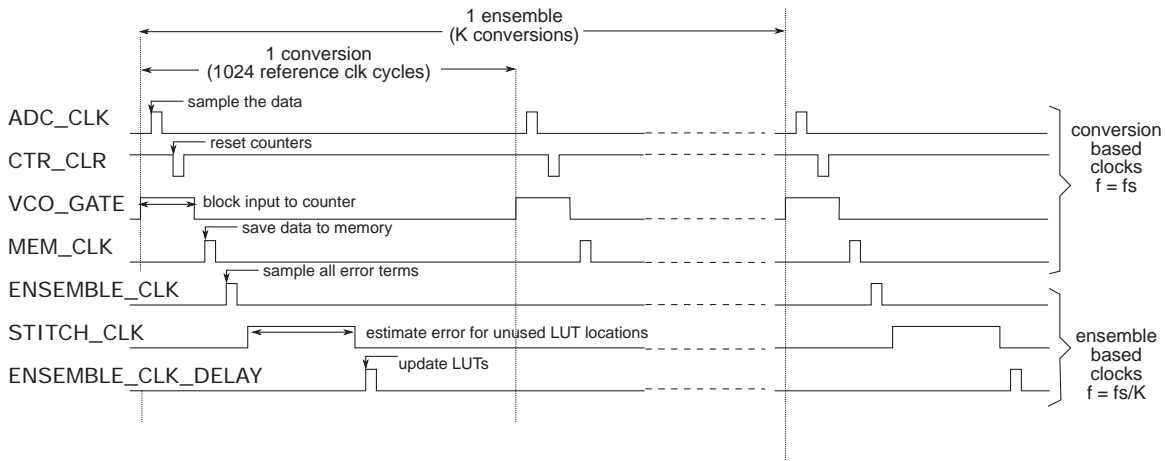 1 ensemble
(K conversions)
1 conversion
(1024 reference clk cycles)
ADC_CLK
sample the data
CTR_CLR
reset counters
VCO_GATE
block input to counter
MEM_CLK
save data to memory
ENSEMBLE_CLK
sample all error terms
STITCH_CLK
estimate error for unused LUT locations
ENSEMBLE_CLK_DELAY
update LUTs
conversion
based
clocks
f = fs
ensemble
based
clocks
f = fs/K